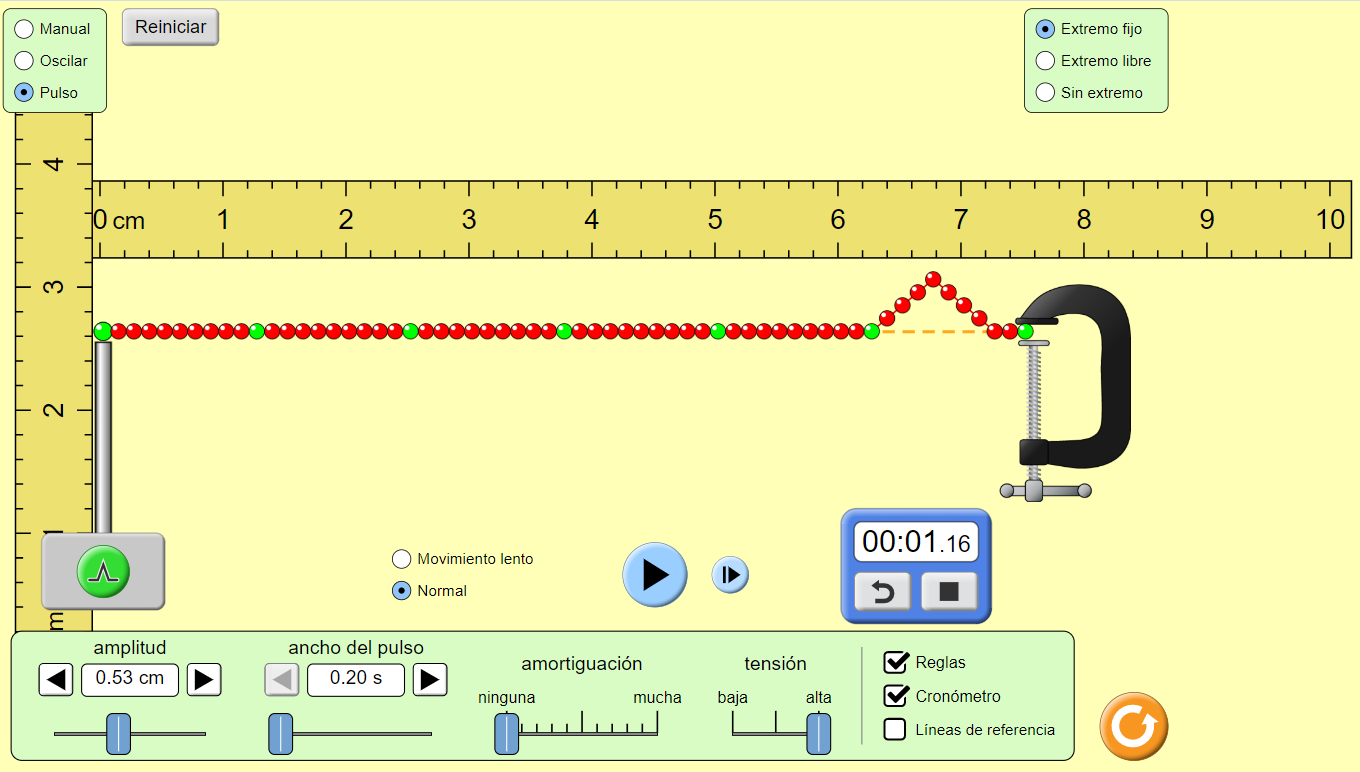 Manual
Oscilar
Pulso
Reiniciar
Extremo fijo
Extremo libre
Sin extremo
4
3
2
1
0 cm 1 2 3 4 5 6 7 8 9 10
00:01.16
Movimiento lento
Normal
amplitud
0.53 cm
ancho del pulso
0.20 s
amortiguación
ninguna mucha
tensión
baja alta
Reglas
Cronómetro
Líneas de referencia